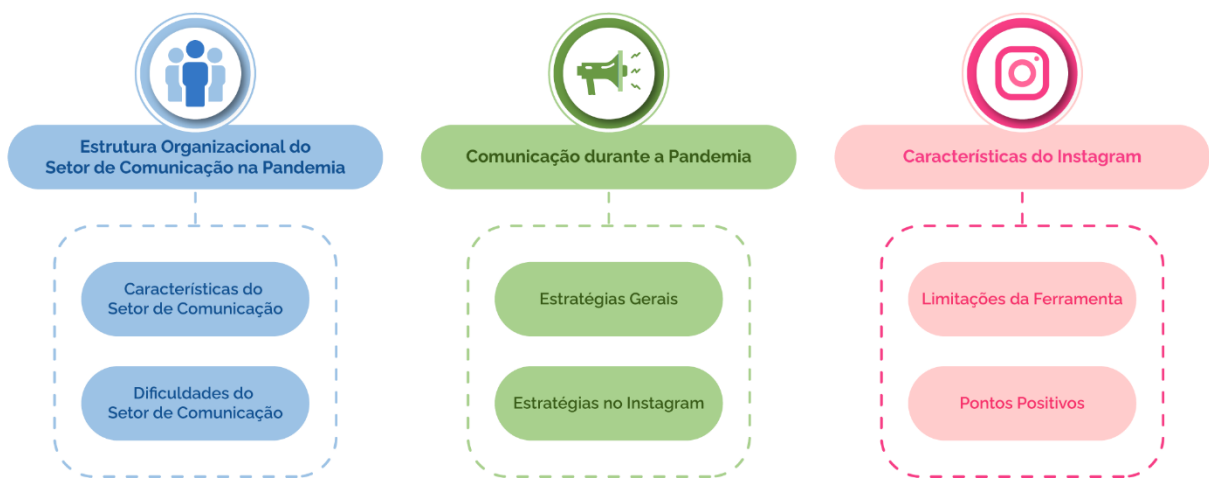 Estrutura Organizacional do
Setor de Comunicação na Pandemia
Características do
Setor de Comunicação
Dificuldades do
Setor de Comunicação
Comunicação durante a Pandemia
Estratégias Gerais
Estratégias no Instagram
Características do Instagram
Limitações da Ferramenta
Pontos Positivos